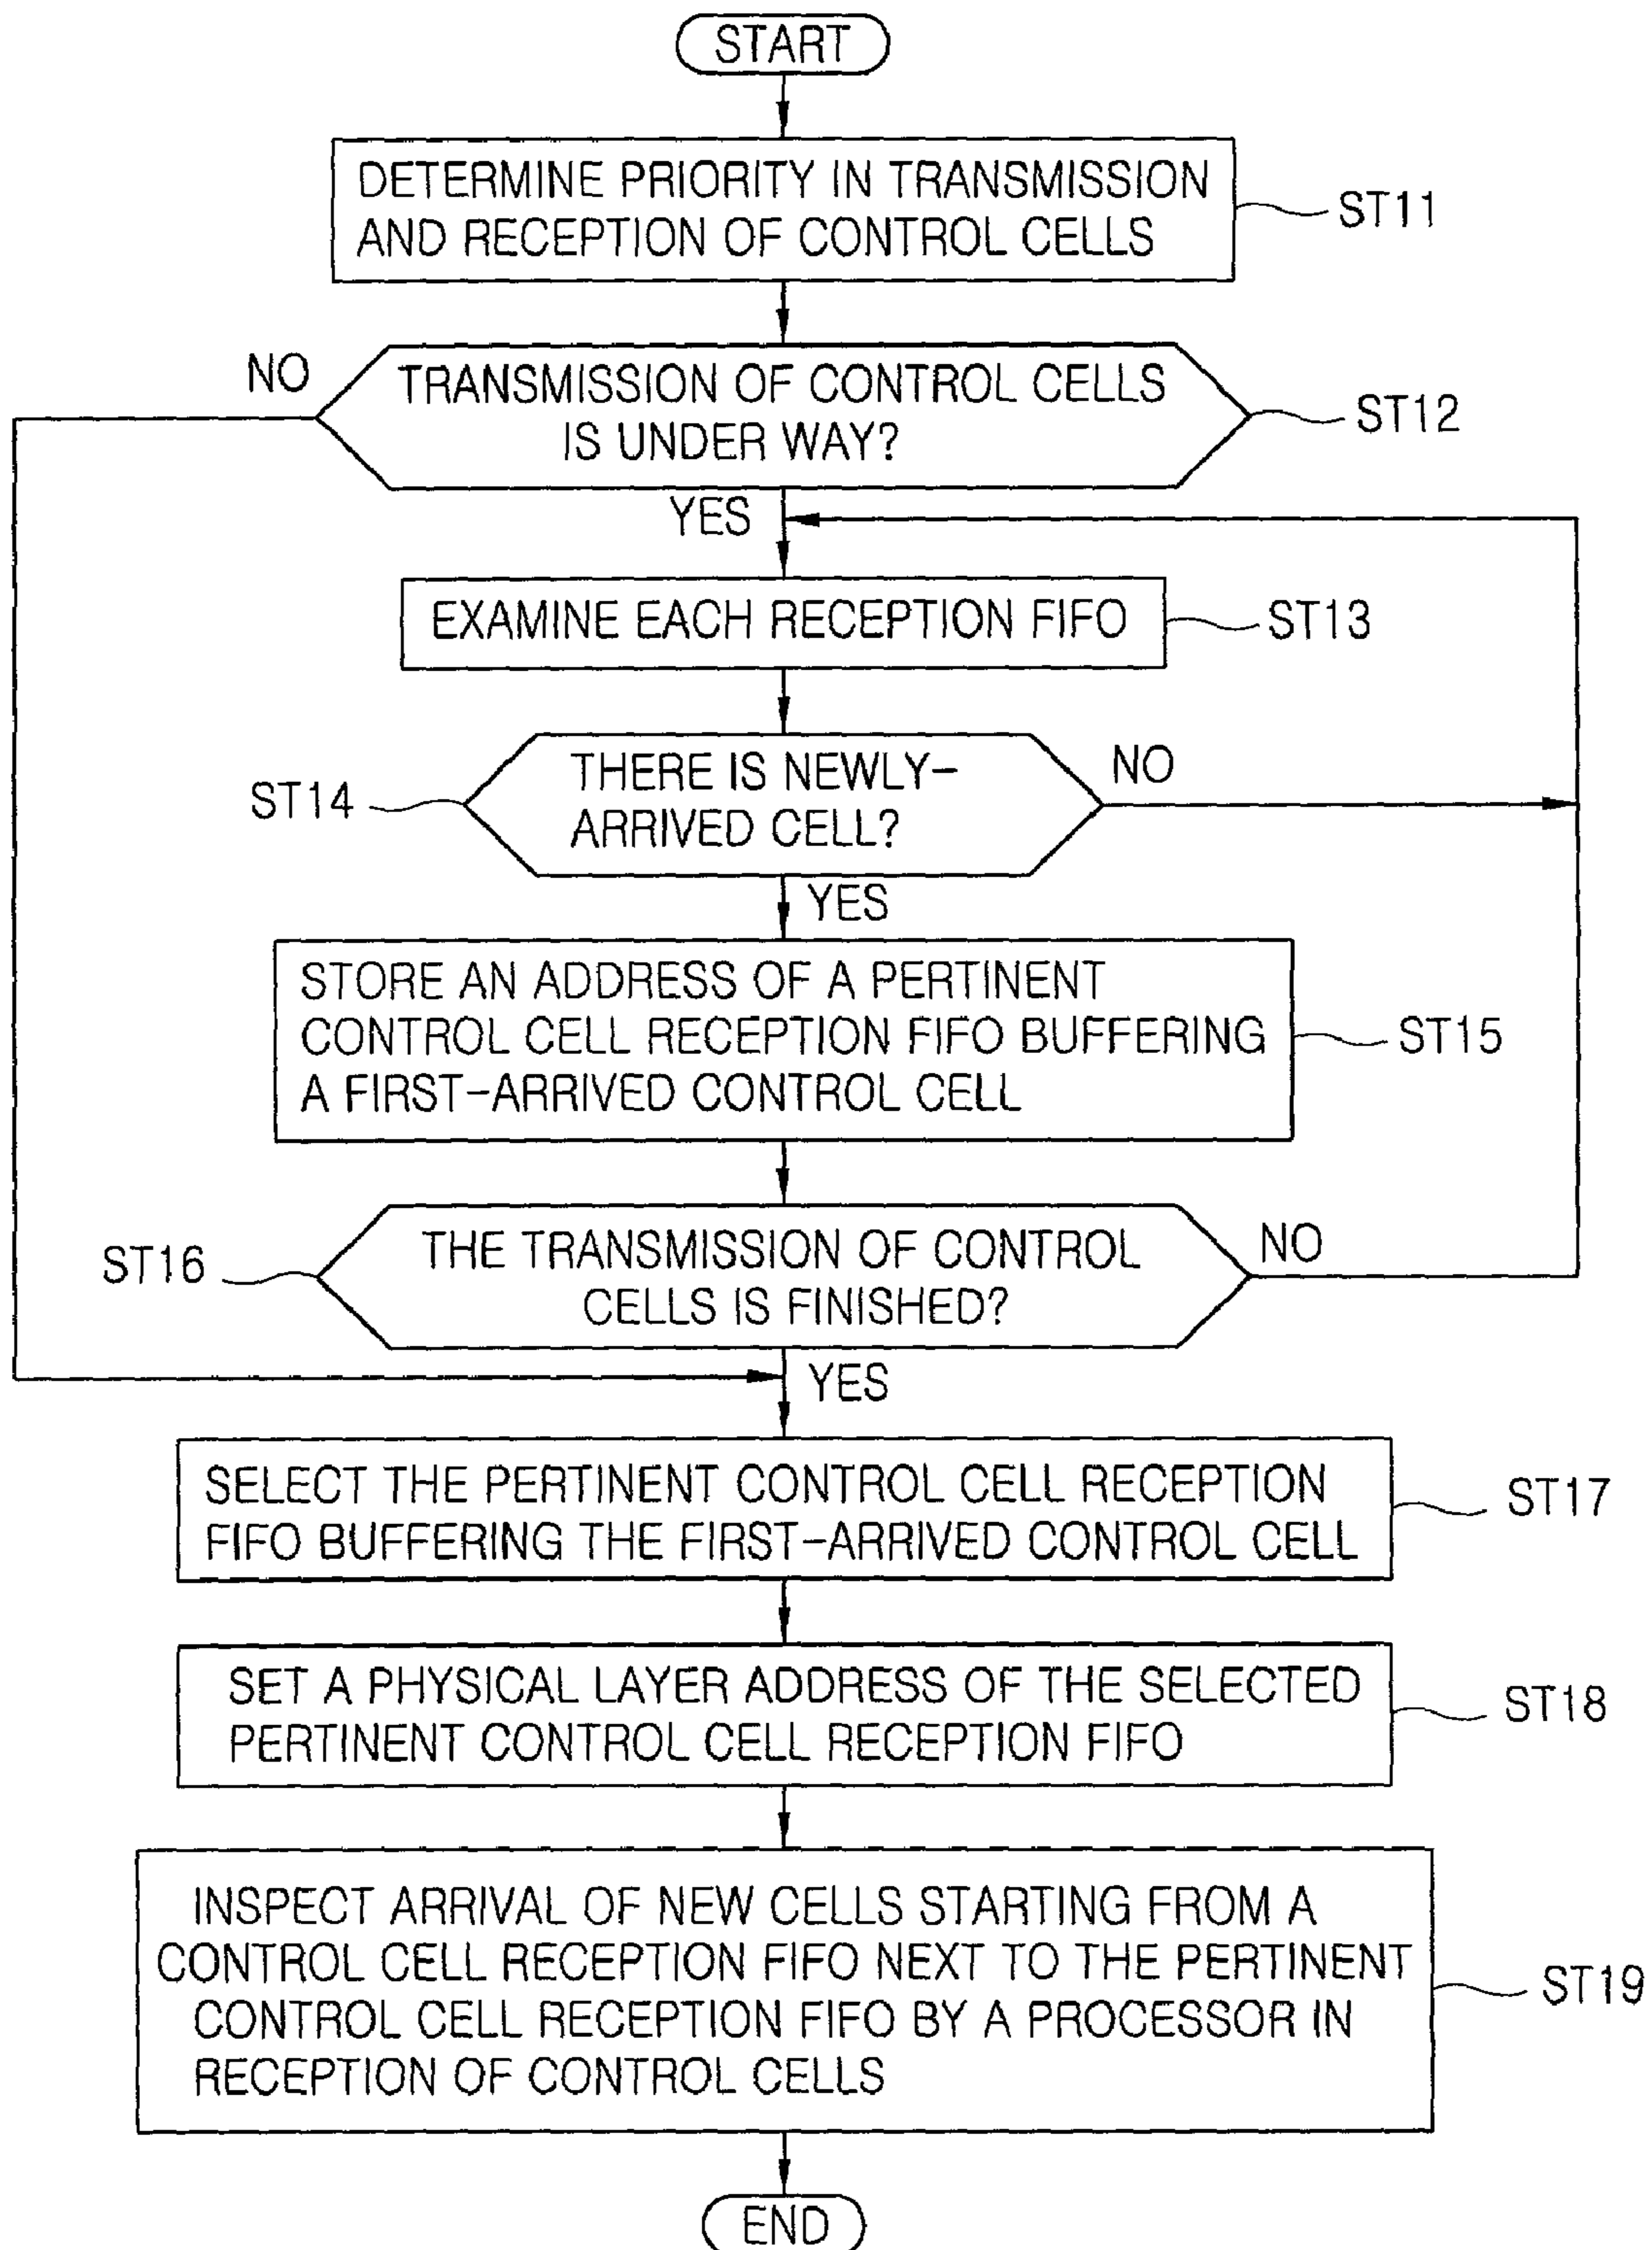 START
DETERMINE PRIORITY IN TRANSMISSION
AND RECEPTION OF CONTROL CELLS
ST11
NO
TRANSMISSION OF CONTROL CELLS
IS UNDER WAY?
ST12
YES
EXAMINE EACH RECEPTION FIFO
ST13
THERE IS NEWLY-
ARRIVED CELL?
NO
ST14
YES
STORE AN ADDRESS OF A PERTINENT
CONTROL CELL RECEPTION FIFO BUFFERING
A FIRST-ARRIVED CONTROL CELL
ST15
THE TRANSMISSION OF CONTROL
CELLS IS FINISHED?
NO
ST16
YES
SELECT THE PERTINENT CONTROL CELL RECEPTION
FIFO BUFFERING THE FIRST-ARRIVED CONTROL CELL
ST17
SET A PHYSICAL LAYER ADDRESS OF THE SELECTED
PERTINENT CONTROL CELL RECEPTION FIFO
ST18
INSPECT ARRIVAL OF NEW CELLS STARTING FROM A
CONTROL CELL RECEPTION FIFO NEXT TO THE PERTINENT
CONTROL CELL RECEPTION FIFO BY A PROCESSOR IN
RECEPTION OF CONTROL CELLS
ST19
END